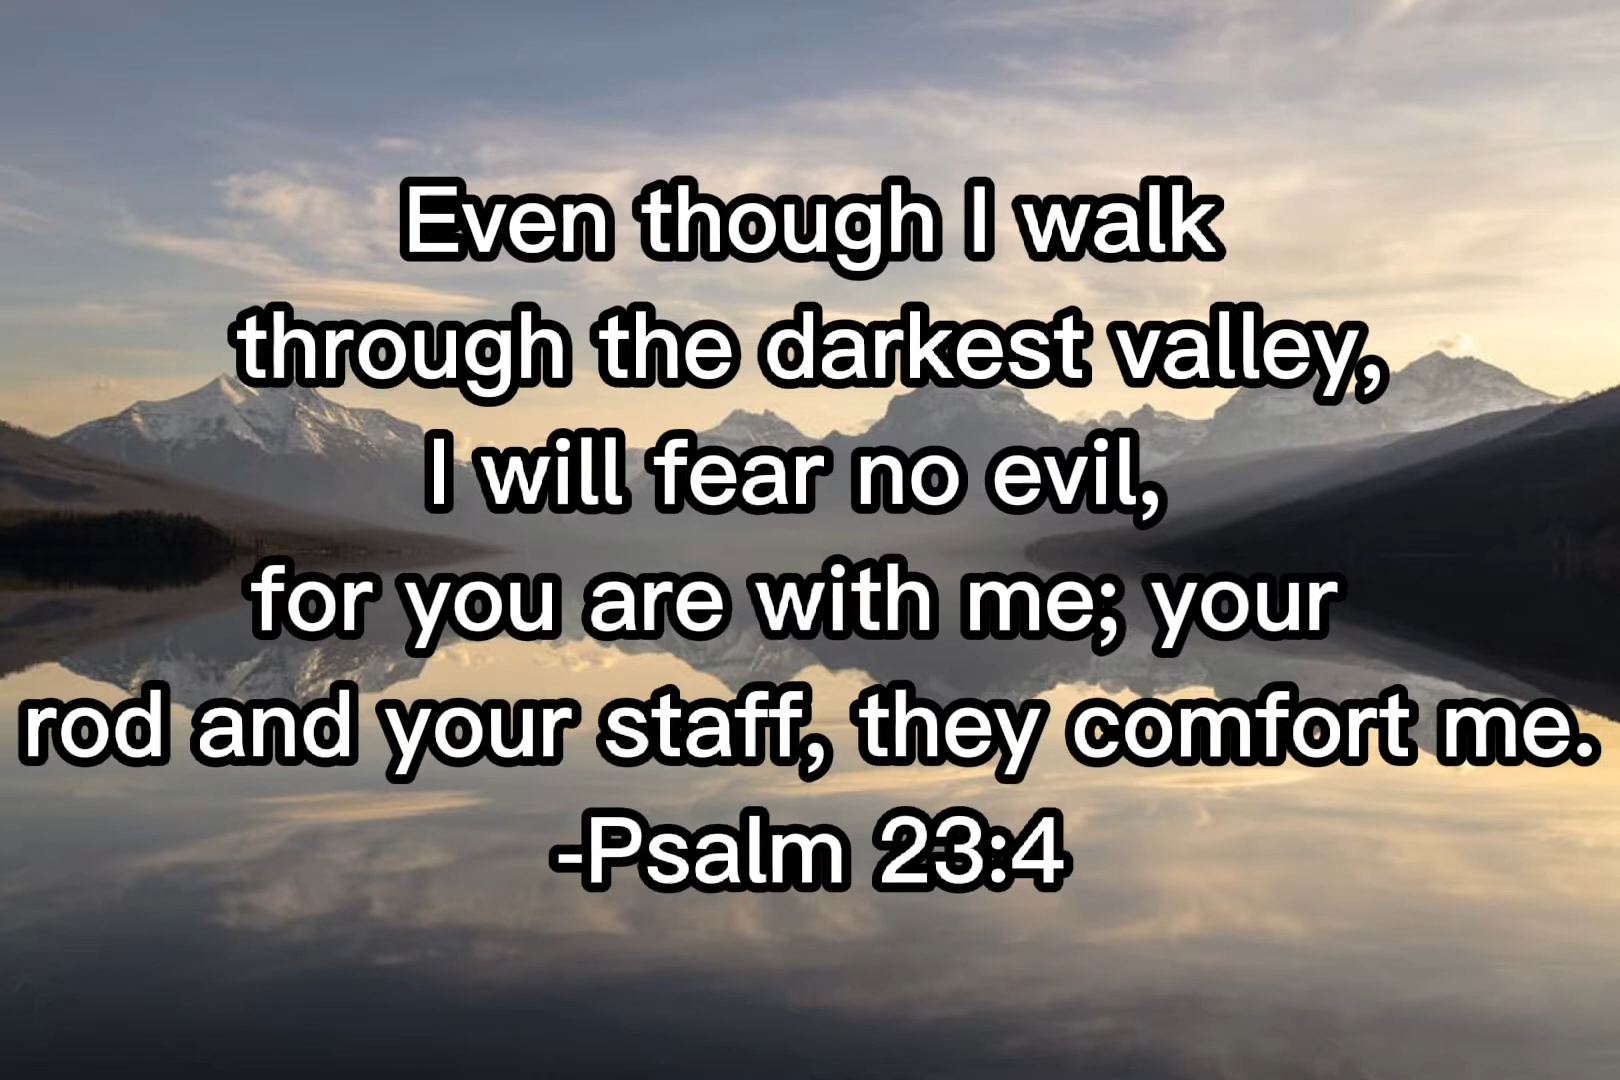 Even though I walk
through the darkest valley,
I will fear no evil,
for you are with me; your
rod and your staff, they comfort me.
-Psalm 23:4